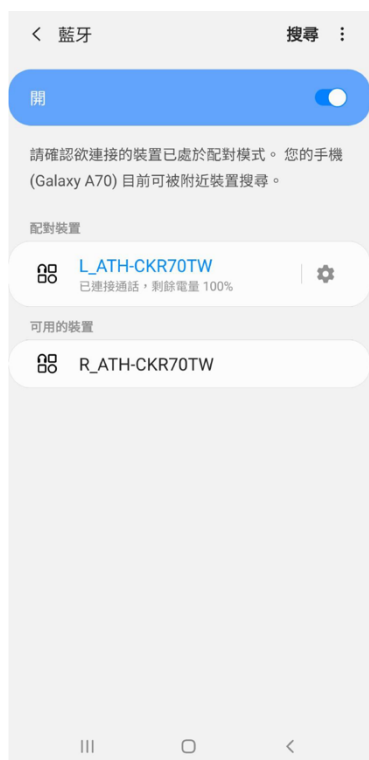 藍牙 搜尋
開
請確認欲連接的裝置已處於配對模式。 您的手機
(Galaxy A70) 目前可被附近裝置搜尋。
配對裝置
L_ATH-CKR70TW
已連接通話，剩餘電量 100%
可用的裝置
R_ATH-CKR70TW